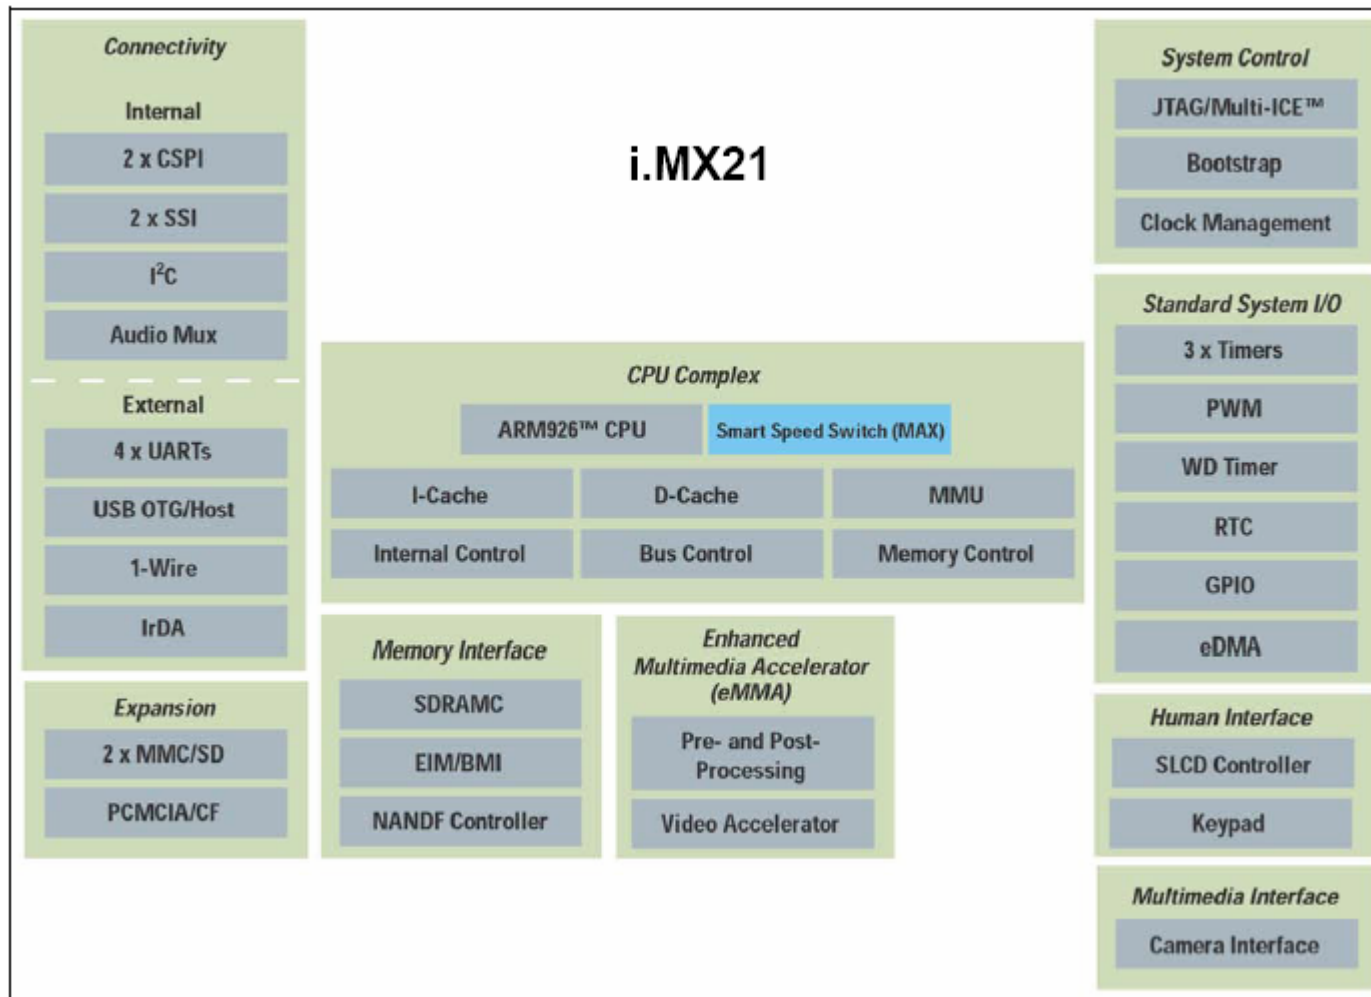 Connectivity
Internal
2 x CSPI
2 x SSI
I²C
Audio Mux
External
4 x UARTs
USB OTG/Host
1-Wire
IrDA
Expansion
2 x MMC/SD
PCMCIA/CF
i.MX21
CPU Complex
ARM926™ CPU
Smart Speed Switch (MAX)
I-Cache
D-Cache
MMU
Internal Control
Bus Control
Memory Control
Memory Interface
SDRAMC
EIM/BMI
NANDF Controller
Enhanced
Multimedia Accelerator
(eMMA)
Pre- and Post-
Processing
Video Accelerator
System Control
JTAG/Multi-ICE™
Bootstrap
Clock Management
Standard System I/O
3 x Timers
PWM
WD Timer
RTC
GPIO
eDMA
Human Interface
SLCD Controller
Keypad
Multimedia Interface
Camera Interface